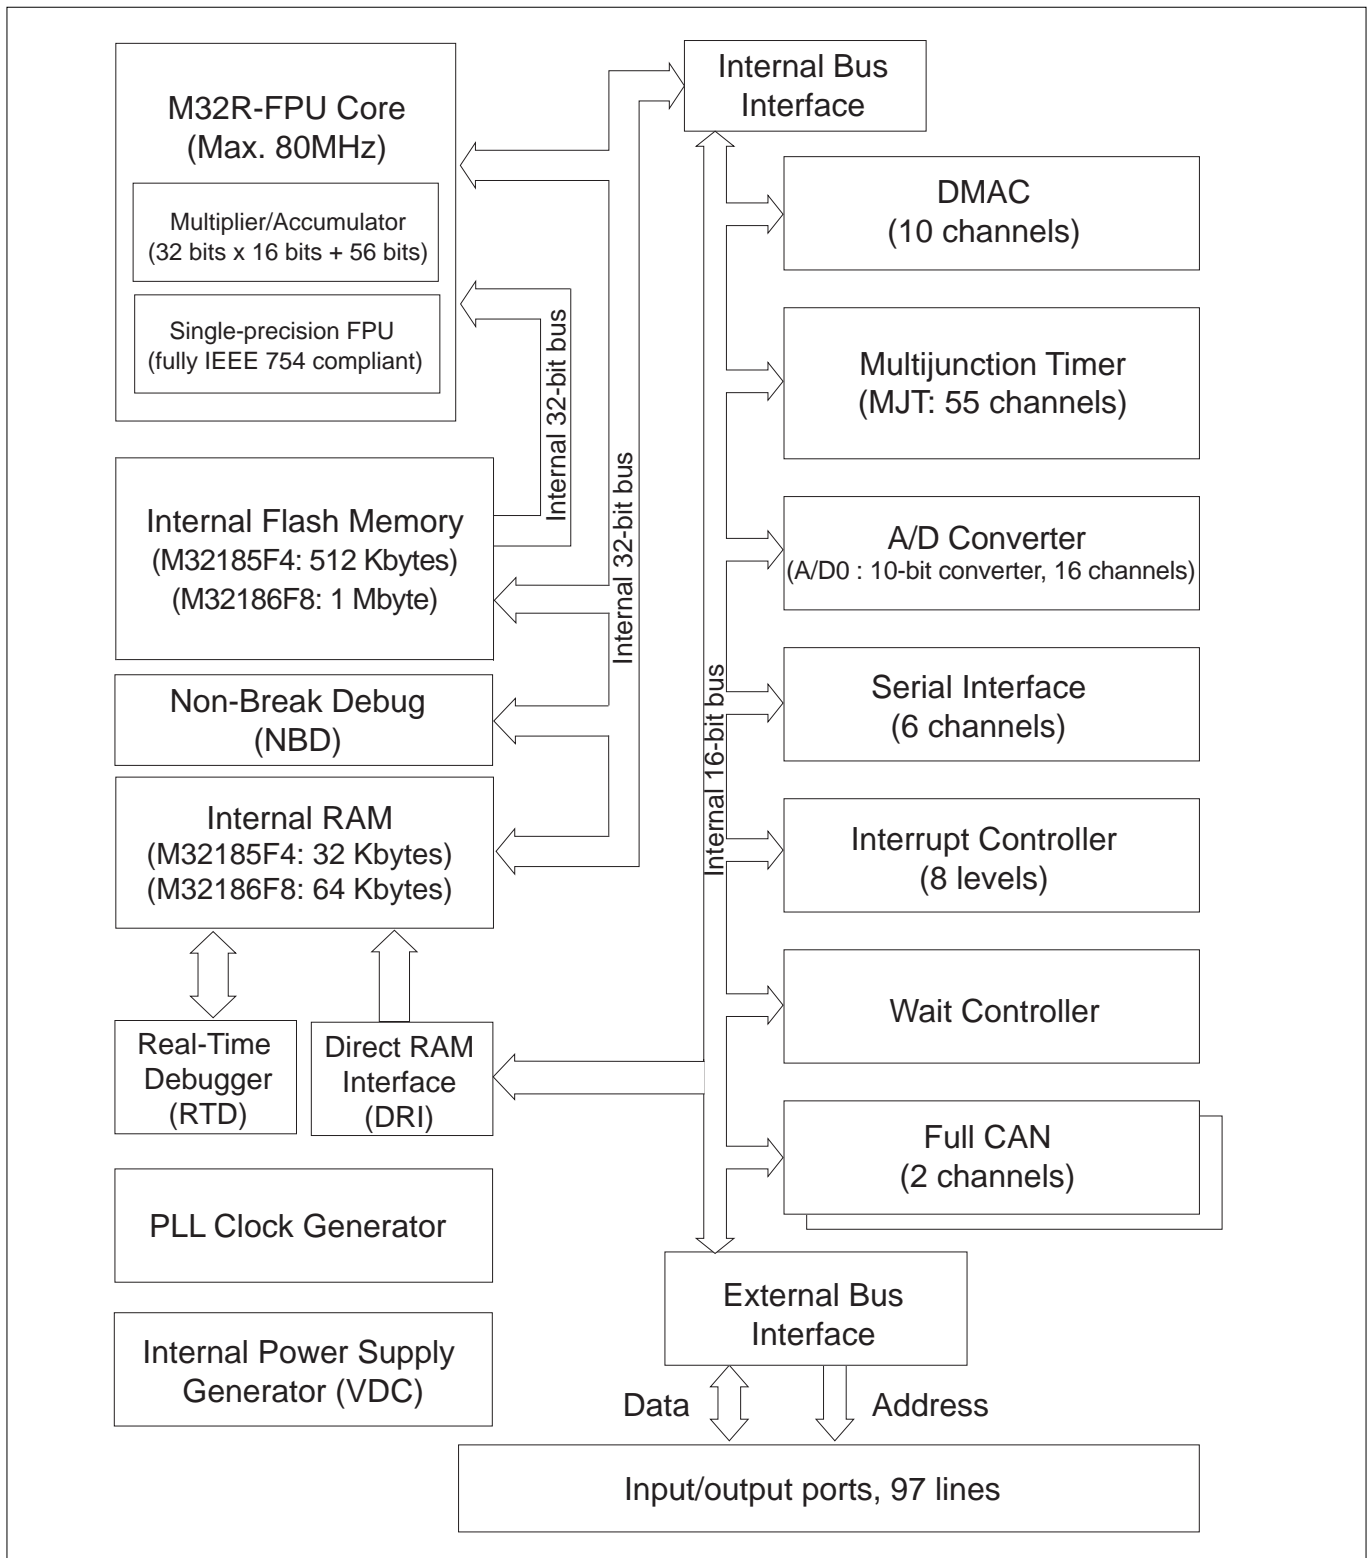 M32R-FPU Core
(Max. 80MHz)
Multiplier/Accumulator
(32 bits x 16 bits + 56 bits)
Single-precision FPU
(fully IEEE 754 compliant)
Internal Flash Memory
(M32185F4: 512 Kbytes)
(M32186F8: 1 Mbyte)
Non-Break Debug
(NBD)
Internal RAM
(M32185F4: 32 Kbytes)
(M32186F8: 64 Kbytes)
Real-Time
Debugger
(RTD)
Direct RAM
Interface
(DRI)
PLL Clock Generator
Internal Power Supply
Generator (VDC)
Internal 32-bit bus
Internal 32-bit bus
Internal 16-bit bus
Internal Bus
Interface
DMAC
(10 channels)
Multijunction Timer
(MJT: 55 channels)
A/D Converter
(A/D0 : 10-bit converter, 16 channels)
Serial Interface
(6 channels)
Interrupt Controller
(8 levels)
Wait Controller
Full CAN
(2 channels)
External Bus
Interface
Data
Address
Input/output ports, 97 lines